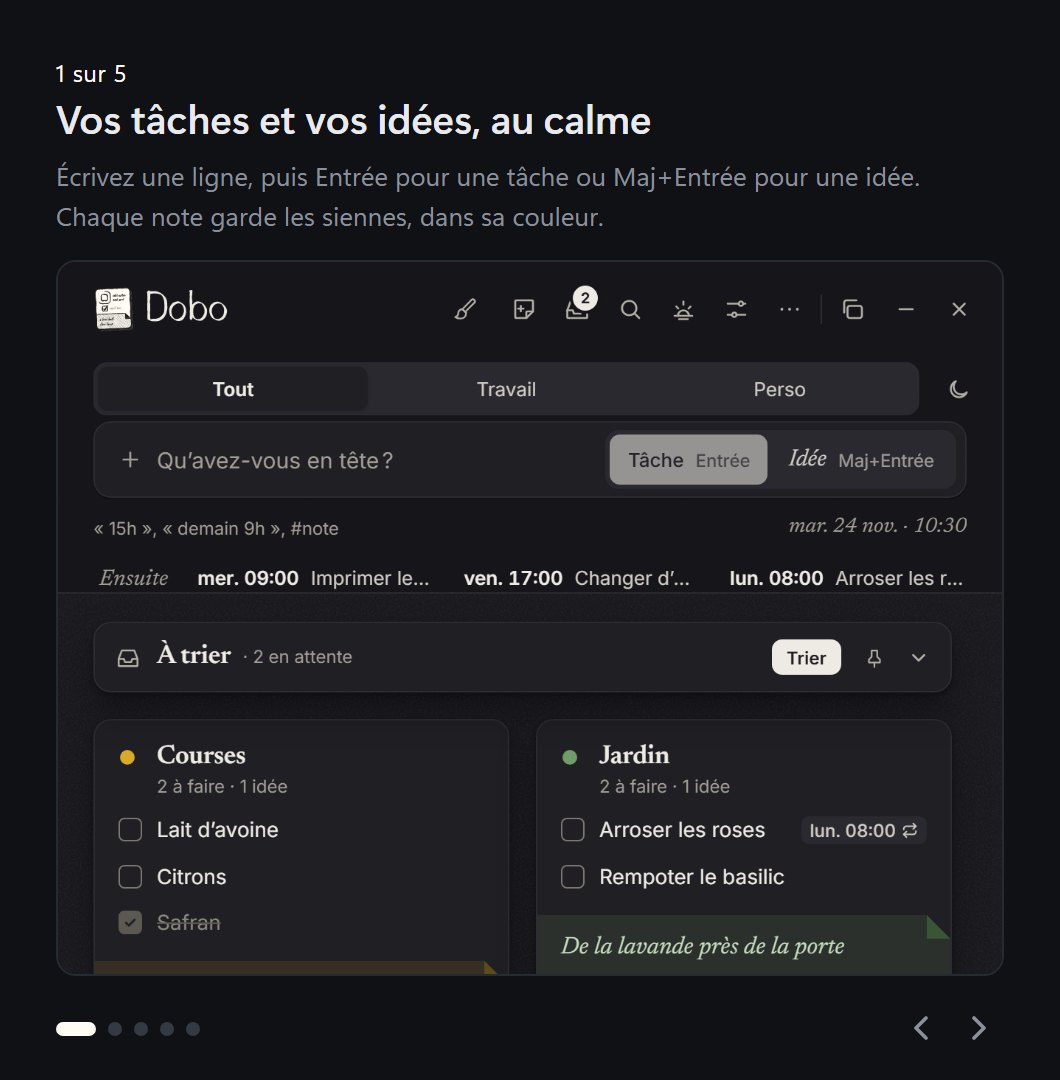 1 sur 5
Vos tâches et vos idées, au calme
Écrivez une ligne, puis Entrée pour une tâche ou Maj+Entrée pour une idée.
Chaque note garde les siennes, dans sa couleur.
Dobo
2
Tout Travail Perso
Qu’avez-vous en tête ? Tâche Entrée Idée Maj+Entrée
« 15h », « demain 9h », #note mar. 24 nov. · 10:30
Ensuite mer. 09:00 Imprimer le… ven. 17:00 Changer d’… lun. 08:00 Arroser les r…
À trier · 2 en attente Trier
Courses
2 à faire · 1 idée
Lait d’avoine
Citrons
Safran
Jardin
2 à faire · 1 idée
Arroser les roses lun. 08:00
Rempoter le basilic
De la lavande près de la porte